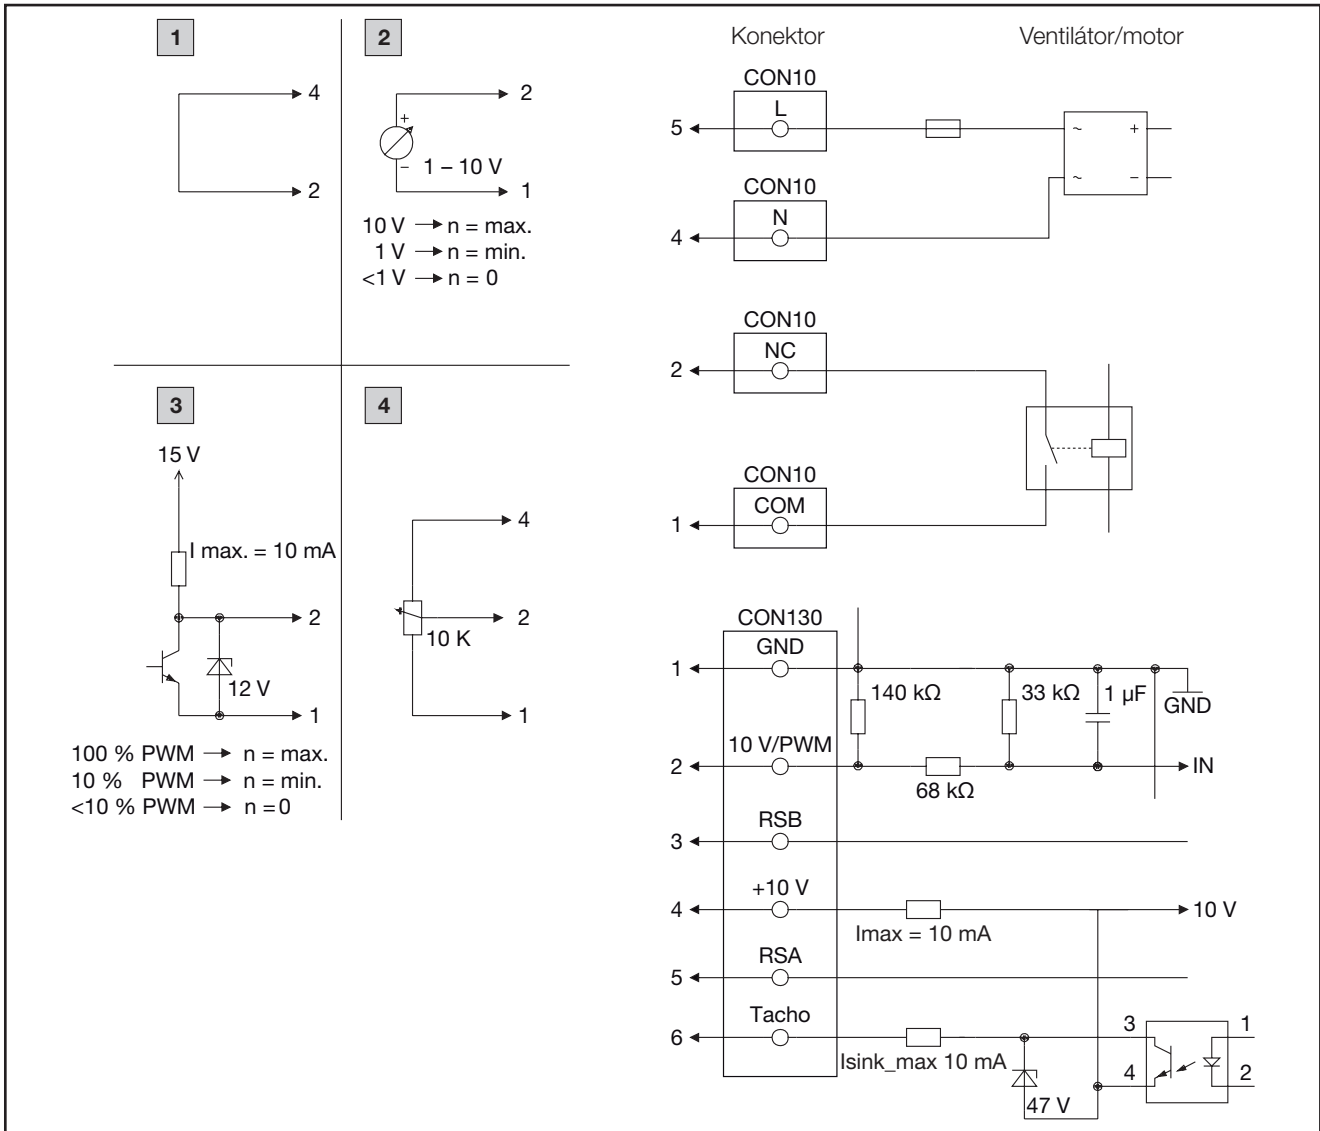 1
4
2
2
+
–
1 – 10 V
2
1
10 V n = max.
1 V n = min.
<1 V n = 0
3
15 V
I max. = 10 mA
2
12 V
1
100 % PWM n = max.
10 % PWM n = min.
<10 % PWM n = 0
4
4
2
10 K
1
Konektor
Ventilátor/motor
CON10
L
5
~ +
CON10
~ –
N
4
CON10
NC
2
CON10
COM
1
CON130
GND
1
140 kΩ
33 kΩ
1 µF
GND
10 V/PWM
2
IN
68 kΩ
RSB
3
+10 V
4
10 V
Imax = 10 mA
RSA
5
Tacho
6
3
1
Isink_max 10 mA
4
2
47 V